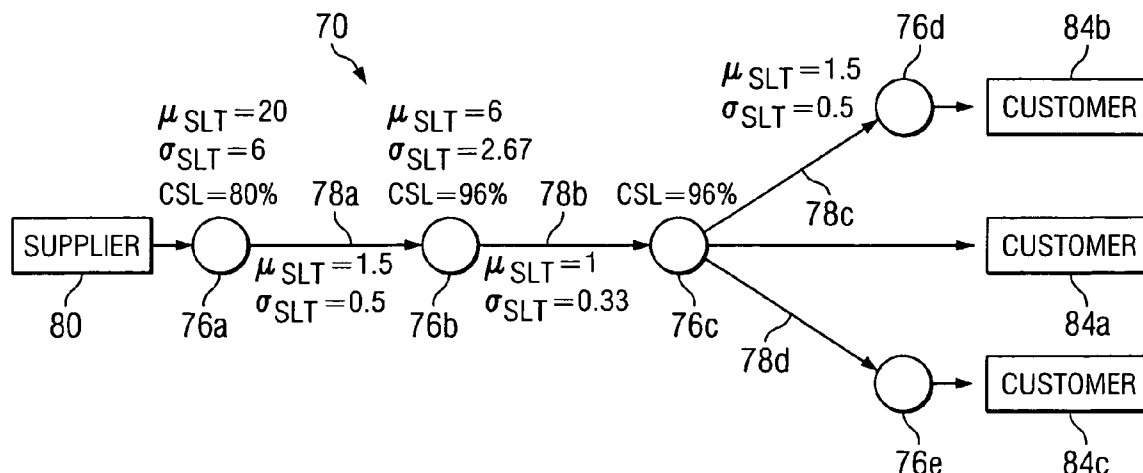 70
76d
84b
μSLT=1.5
σSLT=0.5
CUSTOMER
μSLT=20
σSLT=6
CSL=80%
μSLT=6
σSLT=2.67
CSL=96%
78a
78b
CSL=96%
78c
SUPPLIER
CUSTOMER
μSLT=1.5
σSLT=0.5
μSLT=1
σSLT=0.33
80
76a
76b
76c
84a
78d
CUSTOMER
76e
84c